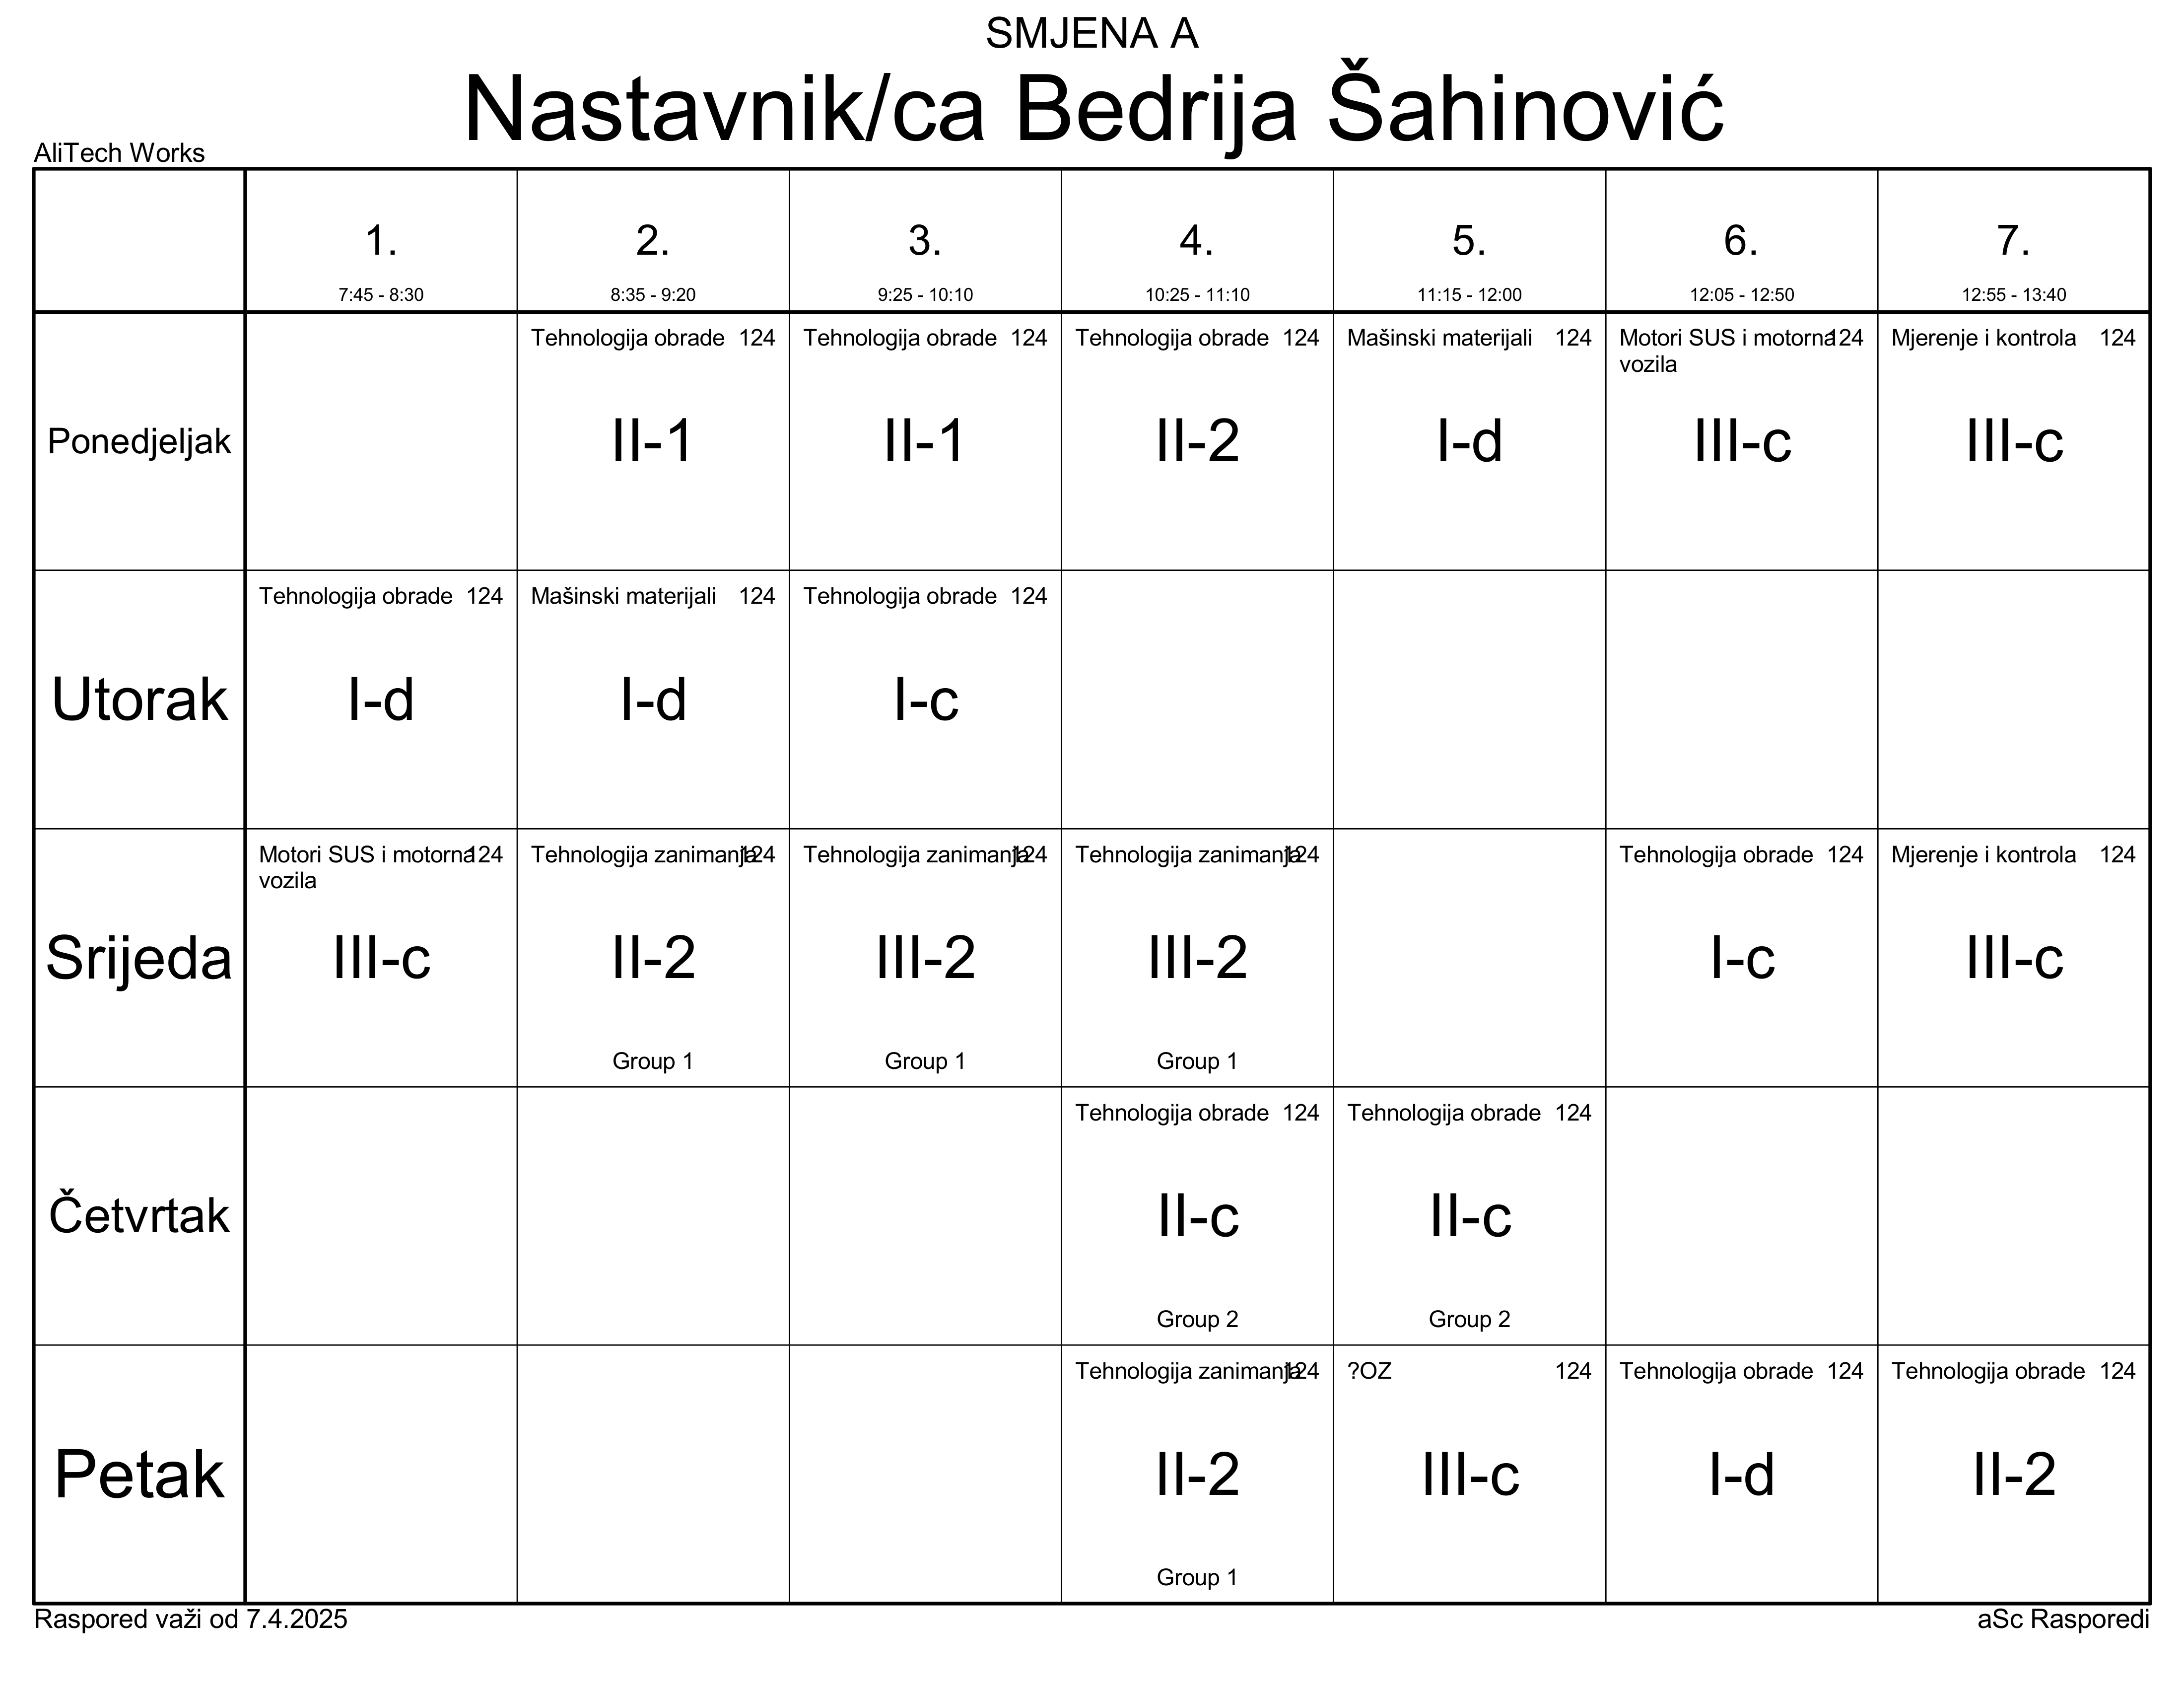 SMJENA A
Nastavnik/ca Bedrija Šahinović
AliTech Works
1. 2. 3. 4. 5. 6. 7.
7:45 - 8:30 8:35 - 9:20 9:25 - 10:10 10:25 - 11:10 11:15 - 12:00 12:05 - 12:50 12:55 - 13:40
Ponedjeljak
Tehnologija obrade 124
II-1
Tehnologija obrade 124
II-1
Tehnologija obrade 124
II-2
Mašinski materijali 124
I-d
Motori SUS i motorna 124
vozila
III-c
Mjerenje i kontrola 124
III-c
Utorak
Tehnologija obrade 124
I-d
Mašinski materijali 124
I-d
Tehnologija obrade 124
I-c
Srijeda
Motori SUS i motorna 124
vozila
III-c
Tehnologija zanimanja 124
II-2
Group 1
Tehnologija zanimanja 124
III-2
Group 1
Tehnologija zanimanja 124
III-2
Group 1
Tehnologija obrade 124
I-c
Mjerenje i kontrola 124
III-c
Četvrtak
Tehnologija obrade 124
II-c
Group 2
Tehnologija obrade 124
II-c
Group 2
Petak
Tehnologija zanimanja 124
II-2
Group 1
?OZ 124
III-c
Tehnologija obrade 124
I-d
Tehnologija obrade 124
II-2
Raspored važi od 7.4.2025
aSc Rasporedi